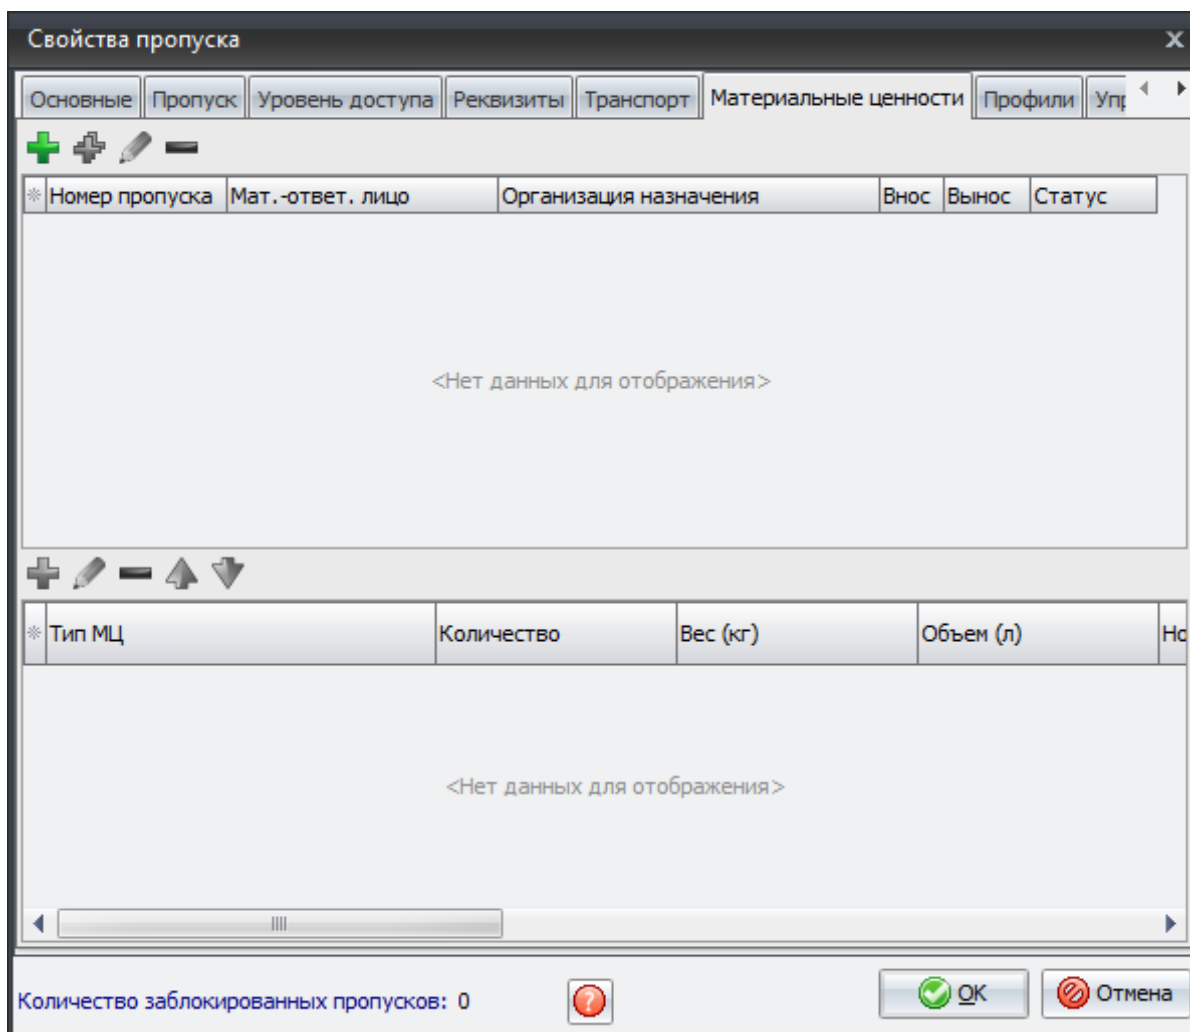 Свойства пропуска
Основные Пропуск Уровень доступа Реквизиты Транспорт Материальные ценности Профили Упр
Номер пропуска Мат.-ответ. лицо Организация назначения Внос Вынос Статус
<Нет данных для отображения>
Тип МЦ Количество Вес (кг) Объем (л) Но
<Нет данных для отображения>
Количество заблокированных пропусков: 0 ? OK Отмена